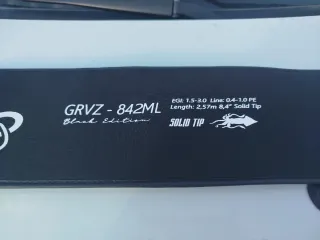 GRVZ - 842ML
Black Edition
EGI: 1.5-3.0 Line: 0.4-1.0 PE
Length: 2,57m 8,4" Solid Tip
SOLID TIP